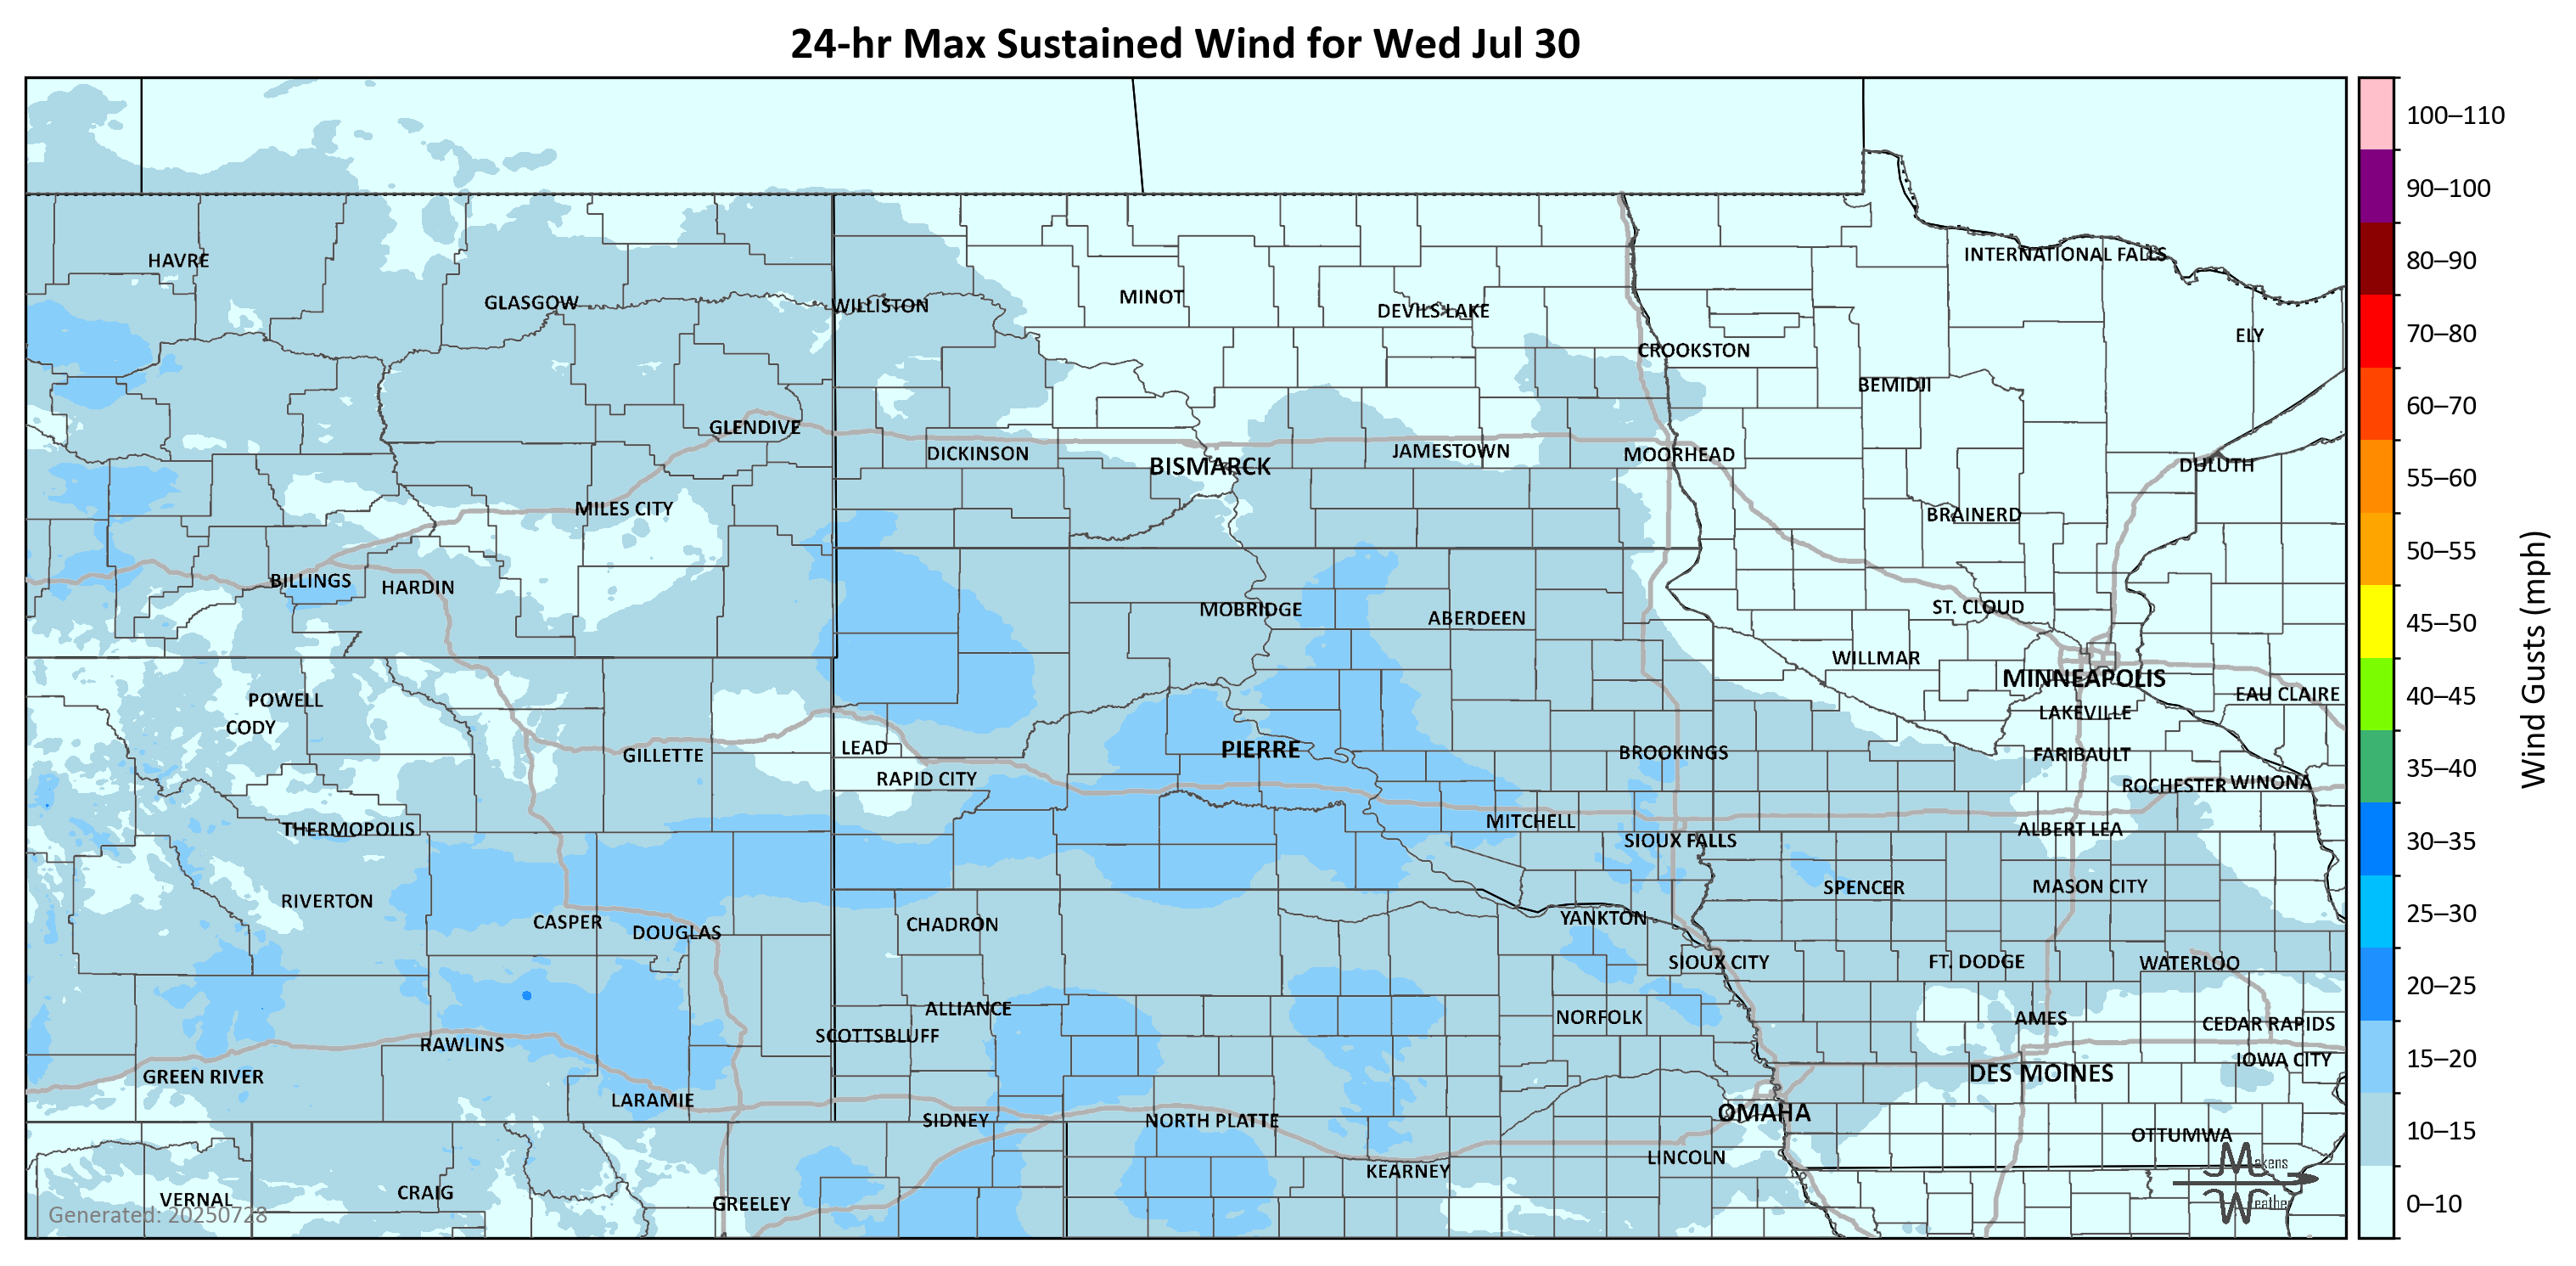 24-hr Max Sustained Wind for Wed Jul 30
100–110
90–100
80–90
70–80
60–70
55–60
50–55
45–50
40–45
35–40
30–35
25–30
20–25
15–20
10–15
0–10
Wind Gusts (mph)
INTERNATIONAL FALLS
HAVRE
GLASGOW
WILLISTON
MINOT
DEVILS LAKE
ELY
CROOKSTON
BEMIDJI
GLENDIVE
DICKINSON
BISMARCK
JAMESTOWN
MOORHEAD
DULUTH
MILES CITY
BRAINERD
BILLINGS
HARDIN
MOBRIDGE
ABERDEEN
ST. CLOUD
WILLMAR
MINNEAPOLIS
POWELL
EAU CLAIRE
CODY
LAKEVILLE
GILLETTE
LEAD
PIERRE
BROOKINGS
FARIBAULT
RAPID CITY
ROCHESTER
WINONA
THERMOPOLIS
MITCHELL
ALBERT LEA
SIOUX FALLS
RIVERTON
SPENCER
MASON CITY
CASPER
DOUGLAS
CHADRON
YANKTON
SIOUX CITY
FT. DODGE
WATERLOO
ALLIANCE
NORFOLK
AMES
CEDAR RAPIDS
SCOTTSBLUFF
RAWLINS
IOWA CITY
GREEN RIVER
DES MOINES
LARAMIE
SIDNEY
NORTH PLATTE
OMAHA
OTTUMWA
LINCOLN
KEARNEY
VERNAL
CRAIG
GREELEY
Makens
Weather
Generated: 20250728